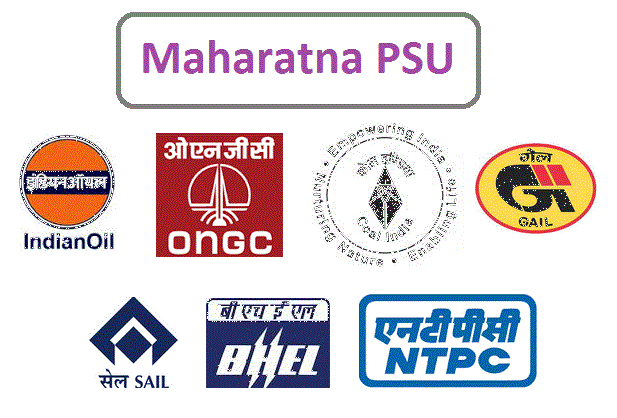 Maharatna PSU
इंडियनऑयल
IndianOil
ओएनजीसी
ONGC
• Empowering India • Enabling Life • Nurturing Nature
कोल इण्डिया
Coal India
गेल
GAIL
सेल SAIL
बी एच ई एल
BHEL
एनटीपीसी
NTPC